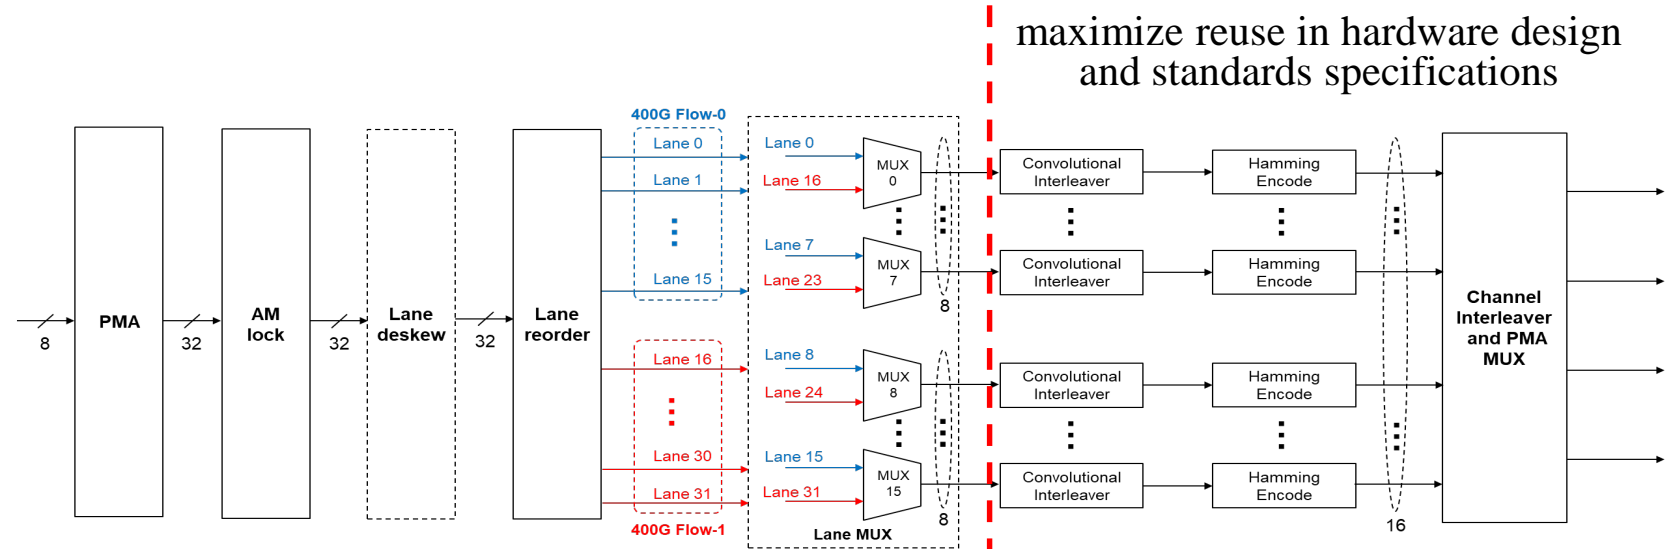 maximize reuse in hardware design
and standards specifications
400G Flow-0
Lane 0
Lane 1
Lane 15
Lane 0
Lane 16
MUX
0
Lane 7
Lane 23
MUX
7
8
Convolutional
Interleaver
Hamming
Encode
Convolutional
Interleaver
Hamming
Encode
8
PMA
32
AM
lock
32
Lane
deskew
32
Lane
reorder
Lane 16
Lane 30
Lane 31
400G Flow-1
Lane 8
Lane 24
MUX
8
Lane 15
Lane 31
MUX
15
8
Lane MUX
Convolutional
Interleaver
Hamming
Encode
Convolutional
Interleaver
Hamming
Encode
16
Channel
Interleaver
and PMA
MUX